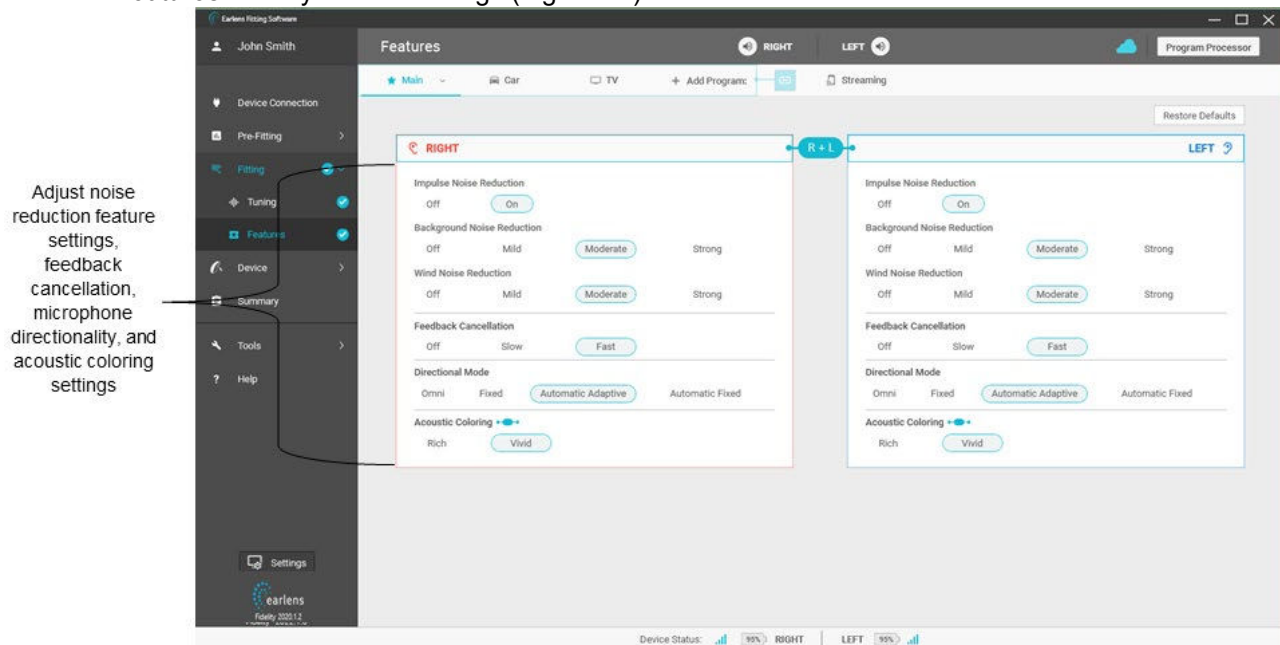 Earlens Fitting Software
John Smith
Features
RIGHT
LEFT
Program Processor
Main
Car
TV
+ Add Program:
Streaming
Restore Defaults
Device Connection
Pre-Fitting
Fitting
Tuning
Features
Device
Summary
Tools
? Help
Settings
earlens
Fidelity 2020.1.2
Adjust noise
reduction feature
settings,
feedback
cancellation,
microphone
directionality, and
acoustic coloring
settings
RIGHT
R + L
LEFT
Impulse Noise Reduction
Off On
Background Noise Reduction
Off Mild Moderate Strong
Wind Noise Reduction
Off Mild Moderate Strong
Feedback Cancellation
Off Slow Fast
Directional Mode
Omni Fixed Automatic Adaptive Automatic Fixed
Acoustic Coloring
Rich Vivid
Impulse Noise Reduction
Off On
Background Noise Reduction
Off Mild Moderate Strong
Wind Noise Reduction
Off Mild Moderate Strong
Feedback Cancellation
Off Slow Fast
Directional Mode
Omni Fixed Automatic Adaptive Automatic Fixed
Acoustic Coloring
Rich Vivid
Device Status: 95% RIGHT LEFT 95%